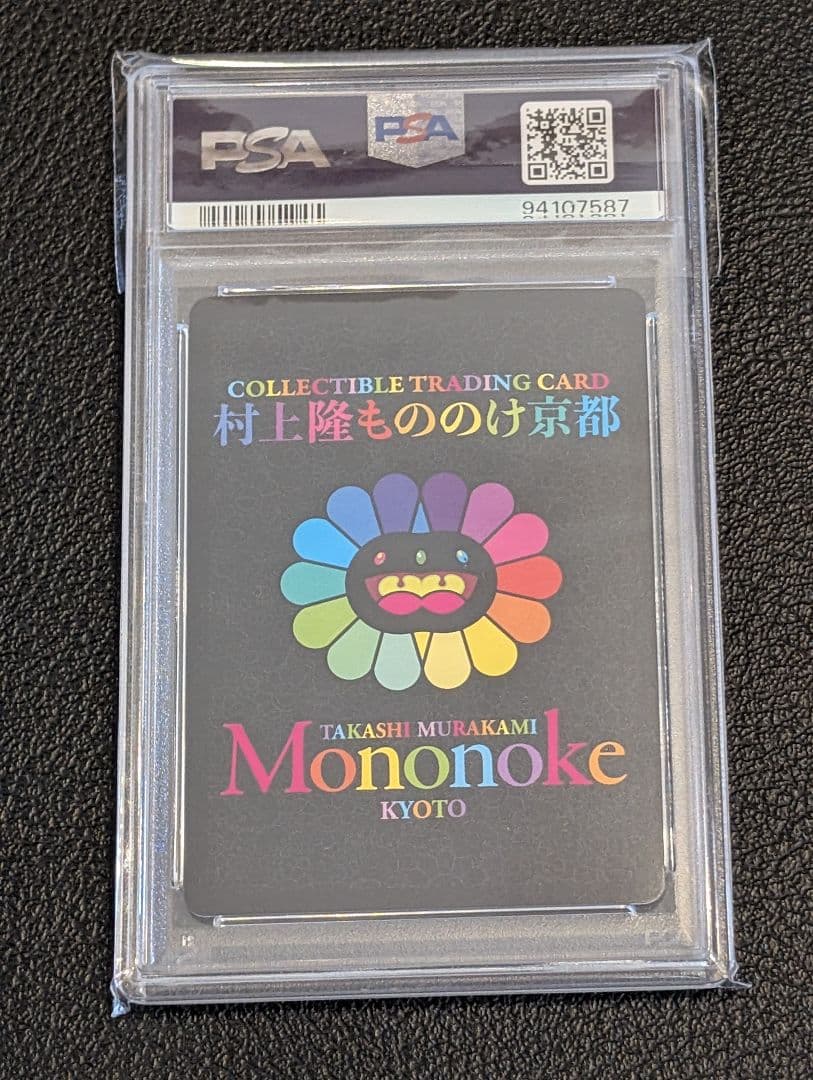 PSA
PSA
94107587
COLLECTIBLE TRADING CARD
村上隆もののけ京都
TAKASHI MURAKAMI
Mononoke
KYOTO